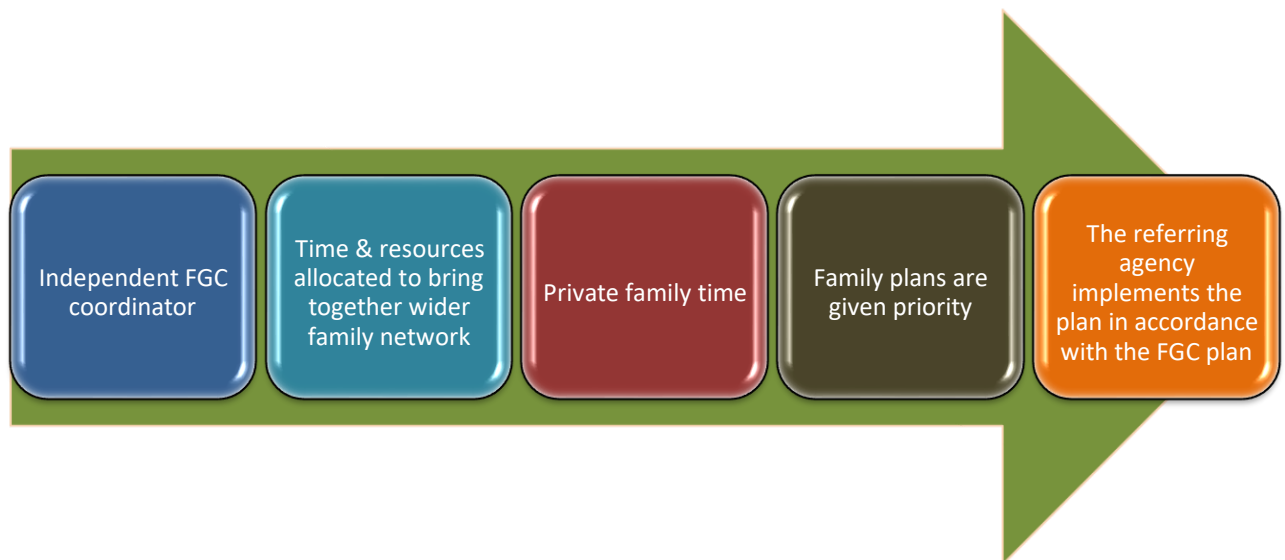 Independent FGC
coordinator
Time & resources
allocated to bring
together wider
family network
Private family time
Family plans are
given priority
The referring
agency
implements the
plan in accordance
with the FGC plan